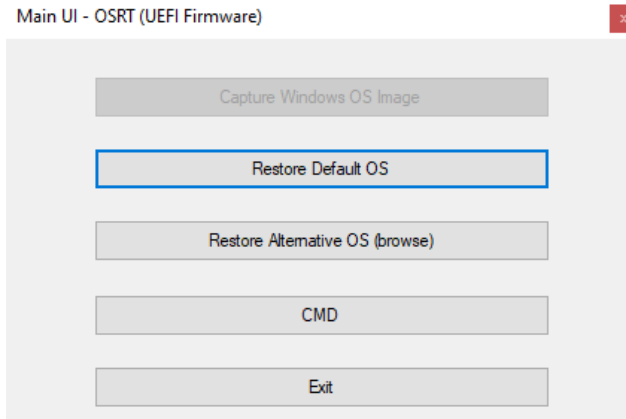 Main UI - OSRT (UEFI Firmware)
Capture Windows OS Image
Restore Default OS
Restore Alternative OS (browse)
CMD
Exit